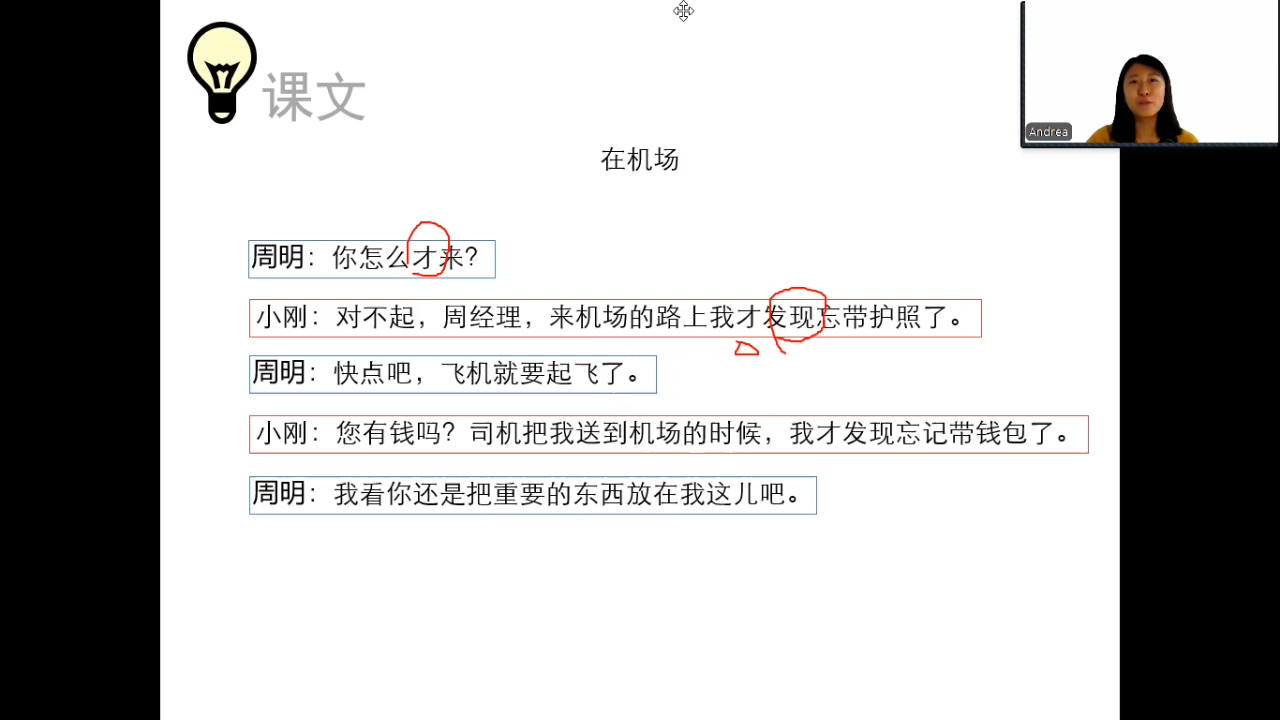 课文
Andrea
在机场
周明：你怎么才来？
小刚：对不起，周经理，来机场的路上我才发现忘带护照了。
周明：快点吧，飞机就要起飞了。
小刚：您有钱吗？司机把我送到机场的时候，我才发现忘记带钱包了。
周明：我看你还是把重要的东西放在我这儿吧。